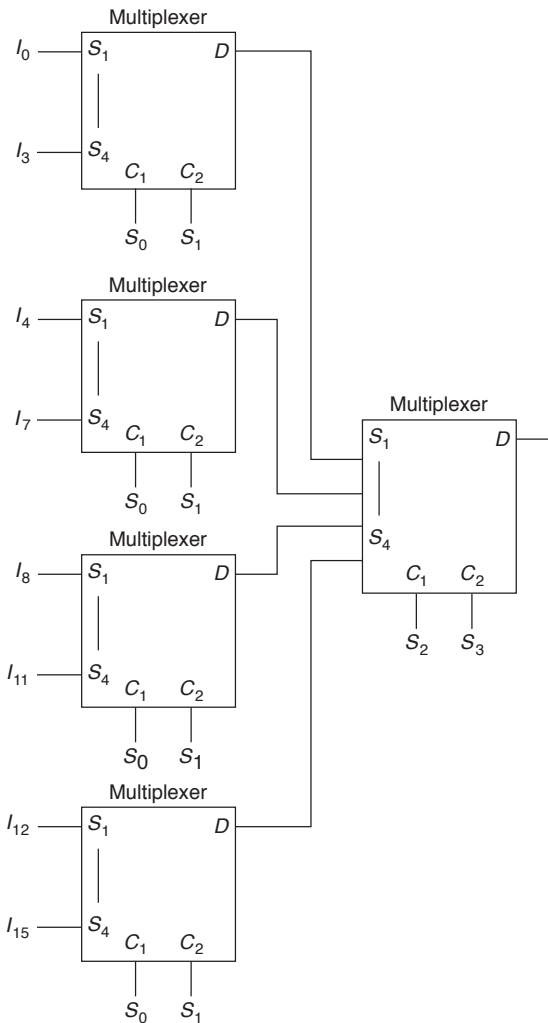 Multiplexer
I0 S1 D
I3 S4
C1 C2
S0 S1
Multiplexer
I4 S1 D
I7 S4
C1 C2
S0 S1
Multiplexer
S1 D
S4
C1 C2
S2 S3
Multiplexer
I8 S1 D
I11 S4
C1 C2
S0 S1
Multiplexer
I12 S1 D
I15 S4
C1 C2
S0 S1